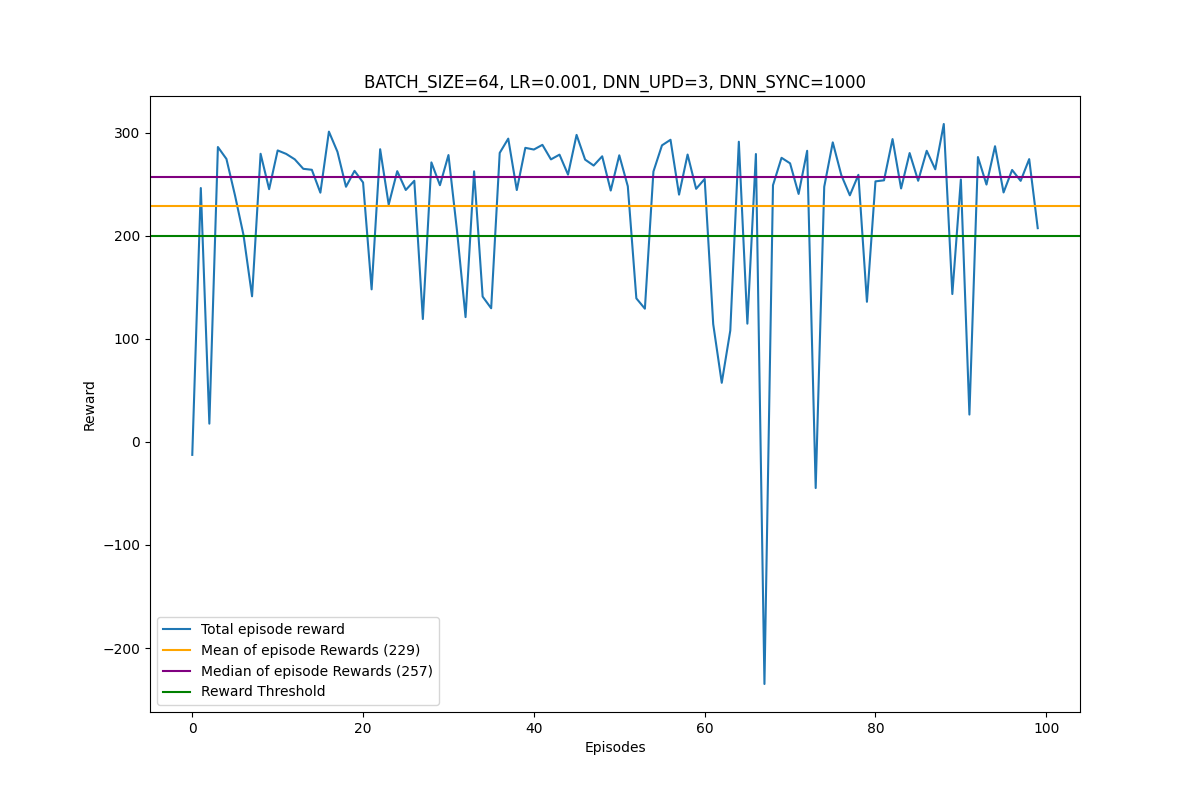 BATCH_SIZE=64, LR=0.001, DNN_UPD=3, DNN_SYNC=1000
300
200
100
0
−100
−200
Reward
Total episode reward
Mean of episode Rewards (229)
Median of episode Rewards (257)
Reward Threshold
0 20 40 60 80 100
Episodes